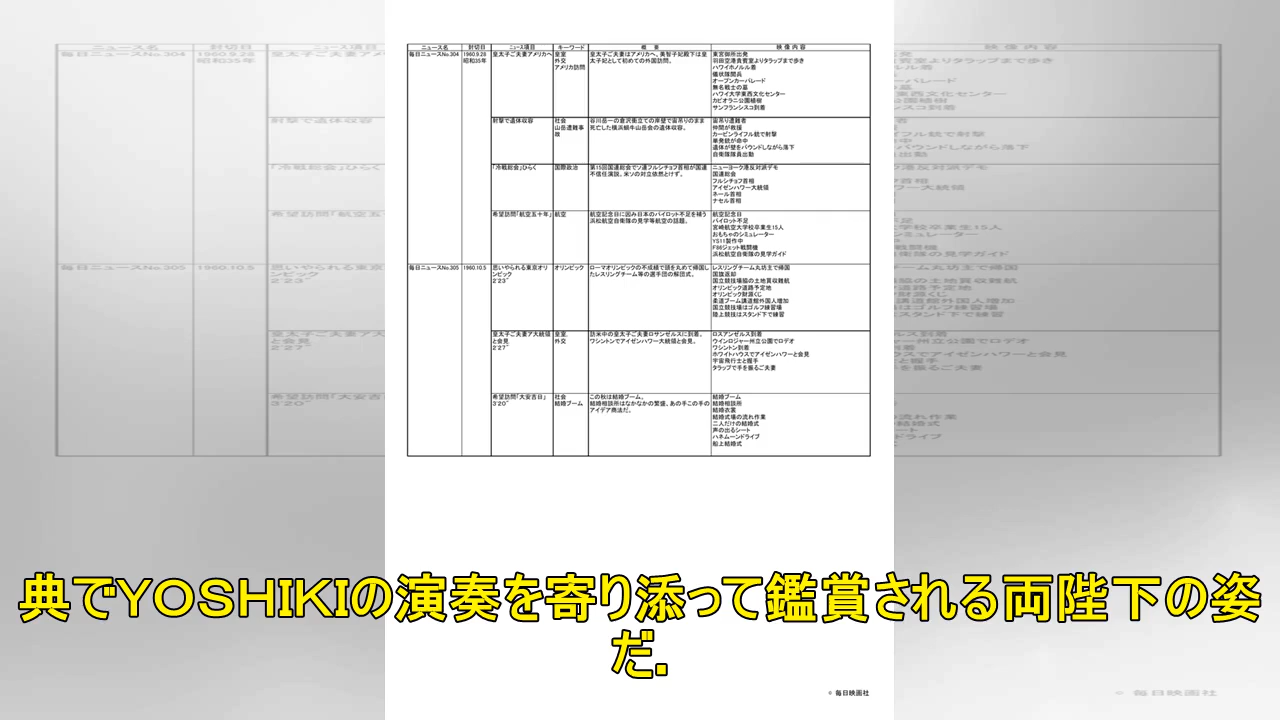 ニュース名 封切日 ニュース項目 キーワード 概 要 映 像 内 容
毎日ニュースNo.304 1960.9.28 皇太子ご夫妻アメリカへ 皇室 皇太子ご夫妻はアメリカへ。美智子妃殿下は皇 東宮御所出発
昭和35年 外交 太子妃として初めての外国訪問。 羽田空港貴賓室よりタラップまで歩き
アメリカ訪問 ハワイホノルル着
儀状隊閲兵
オープンカーパレード
無名戦士の墓
ハワイ大学東西文化センター
カピオラニ公園植樹
サンフランシスコ到着
射撃で遺体収容 社会 谷川岳一の倉沢衝立ての岸壁で宙吊りのまま 宙吊り遭難者
山岳遭難事 死亡した横浜蝸牛山岳会の遺体収容。 仲間が救援
故 カービンライフル銃で射撃
単発銃が命中
遺体が壁をバウンドしながら落下
自衛隊隊員出動
「冷戦総会」ひらく 国際政治 第15回国連総会でソ連フルシチョフ首相が国連 ニューヨーク港反対派デモ
不信任演説。米ソの対立依然とけず。 国連総会
フルシチョフ首相
アイゼンハワー大統領
ネール首相
ナセル首相
希望訪問「航空五十年」 航空 航空記念日に因み日本のパイロット不足を補う 航空記念日
浜松航空自衛隊の見学等航空の話題。 パイロット不足
宮崎航空大学校卒業生15人
おもちゃのシミュレーター
YS11製作中
F86ジェット戦闘機
浜松航空自衛隊の見学ガイド
毎日ニュースNo.305 1960.10.5 思いやられる東京オリ オリンピック ローマオリンピックの不成績で頭を丸めて帰国し レスリングチーム丸坊主で帰国
ンピック たレスリングチーム等の選手団の解団式。 国旗返却
2'23" 国立競技場脇の土地買収難航
オリンピック道路予定地
オリンピック財源くじ
柔道ブーム講道館外国人増加
国立競技場はゴルフ練習場
陸上競技はスタンド下で練習
皇太子ご夫妻ア大統領 皇室、 訪米中の皇太子ご夫妻ロサンゼルスに到着。 ロスアンゼルス到着
と会見 外交 ワシントンでアイゼンハワー大統領と会見。 ウインロジャー州立公園でロデオ
2'27" ワシントン到着
ホワイトハウスでアイゼンハワーと会見
宇宙飛行士と握手
タラップで手を振るご夫妻
希望訪問「大安吉日」 社会 この秋は結婚ブーム。 結婚ブーム
3'20" 結婚ブーム 結婚相談所はなかなかの繁盛。あの手この手の 結婚相談所
アイデア商法だ。 結婚衣裳
結婚式場の流れ作業
二人だけの結婚式
声の出るシート
ハネムーンドライブ
船上結婚式
典でYOSHIKIの演奏を寄り添って鑑賞される両陛下の姿
だ.
© 毎日映画社